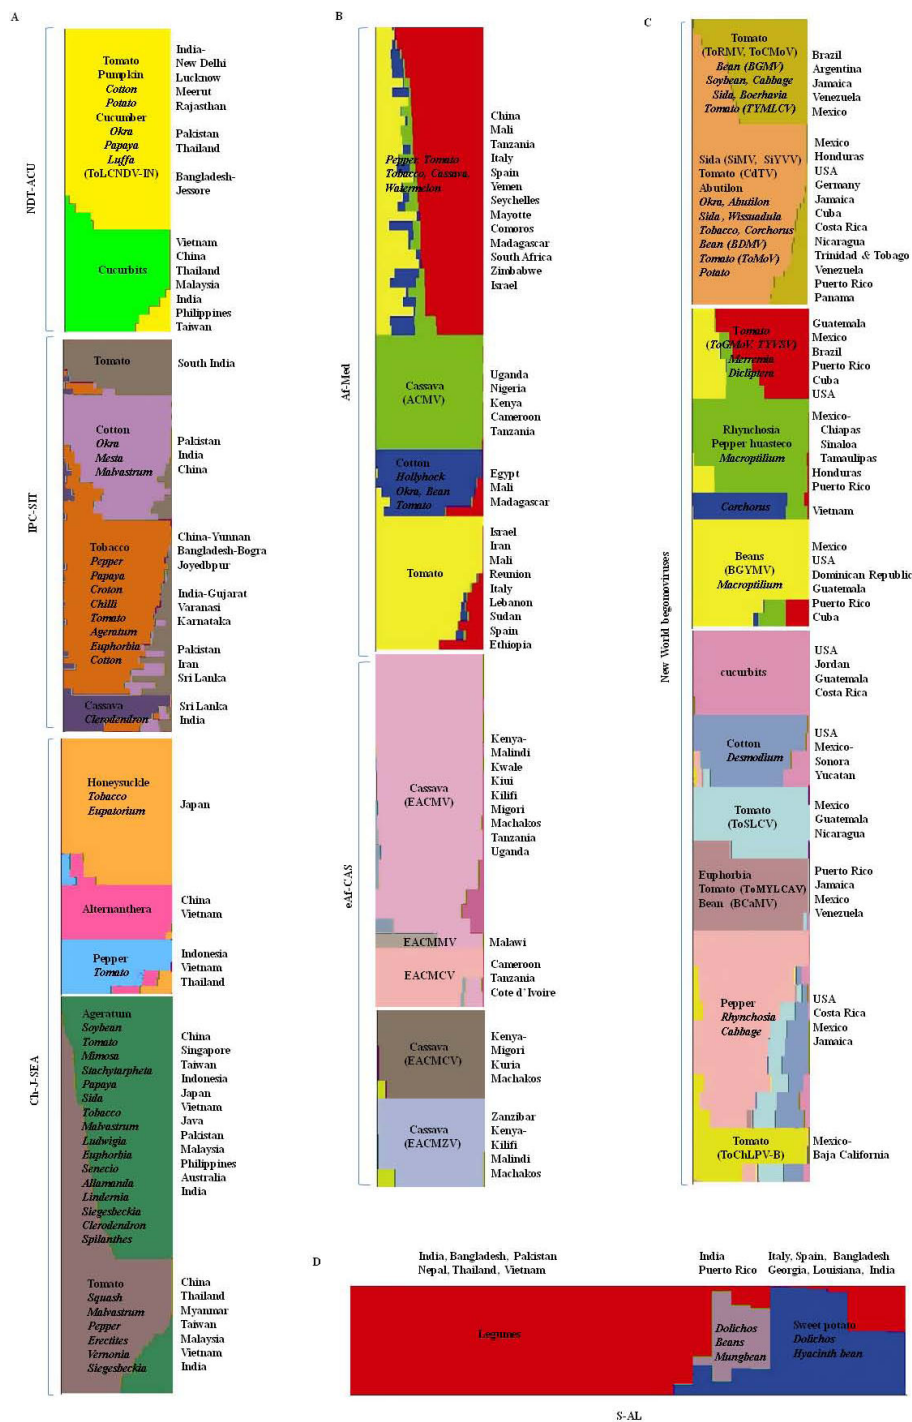 A
NDT-ACU
Tomato
Pumpkin
Cotton
Potato
Cucumber
Okra
Papaya
Luffa
(ToLCNDV-IN)
India-
New Delhi
Lucknow
Meerut
Rajasthan
Pakistan
Thailand
Bangladesh-
Jessore
Cucurbits
Vietnam
China
Thailand
Malaysia
India
Philippines
Taiwan
IPC-SIT
Tomato
South India
Cotton
Okra
Mesta
Malvastrum
Pakistan
India
China
Tobacco
Pepper
Papaya
Croton
Chilli
Tomato
Ageratum
Euphorbia
Cotton
China-Yunnan
Bangladesh-Bogra
Joyedbpur
India-Gujarat
Varanasi
Karnataka
Pakistan
Iran
Sri Lanka
Cassava
Clerodendron
Sri Lanka
India
Ch-J-SEA
Honeysuckle
Tobacco
Eupatorium
Japan
Alternanthera
China
Vietnam
Pepper
Tomato
Indonesia
Vietnam
Thailand
Ageratum
Soybean
Tomato
Mimosa
Stachytarpheta
Papaya
Sida
Tobacco
Malvastrum
Ludwigia
Euphorbia
Senecio
Allamanda
Lindernia
Siegesbeckia
Clerodendron
Spilanthes
China
Singapore
Taiwan
Indonesia
Japan
Vietnam
Java
Pakistan
Malaysia
Philippines
Australia
India
Tomato
Squash
Malvastrum
Pepper
Erectites
Vernonia
Siegesbeckia
China
Thailand
Myanmar
Taiwan
Malaysia
Vietnam
India
B
Af-Med
Pepper, Tomato
Tobacco, Cassava,
Watermelon
China
Mali
Tanzania
Italy
Spain
Yemen
Seychelles
Mayotte
Comoros
Madagascar
South Africa
Zimbabwe
Israel
Cassava
(ACMV)
Uganda
Nigeria
Kenya
Cameroon
Tanzania
Cotton
Hollyhock
Okra, Bean
Tomato
Egypt
Mali
Madagascar
Tomato
Israel
Iran
Mali
Reunion
Italy
Lebanon
Sudan
Spain
Ethiopia
eAf-CAS
Cassava
(EACMV)
Kenya-
Malindi
Kwale
Kiui
Kilifi
Migori
Machakos
Tanzania
Uganda
EACMMV
Malawi
EACMCV
Cameroon
Tanzania
Cote d'Ivoire
Cassava
(EACMCV)
Kenya-
Migori
Kuria
Machakos
Cassava
(EACMZV)
Zanzibar
Kenya-
Kilifi
Malindi
Machakos
C
New World begomoviruses
Tomato
(ToRMV, ToCMoV)
Bean (BGMV)
Soybean, Cabbage
Sida, Boerhavia
Tomato (TYMLCV)
Brazil
Argentina
Jamaica
Venezuela
Mexico
Sida (SiMV, SiYVV)
Tomato (CdTV)
Abutilon
Okra, Abutilon
Sida , Wissuadula
Tobacco, Corchorus
Bean (BDMV)
Tomato (ToMoV)
Potato
Mexico
Honduras
USA
Germany
Jamaica
Cuba
Costa Rica
Nicaragua
Trinidad & Tobago
Venezuela
Puerto Rico
Panama
Tomato
(ToGMoV, TYVSV)
Merremia
Dicliptera
Guatemala
Mexico
Brazil
Puerto Rico
Cuba
USA
Rhynchosia
Pepper huasteco
Macroptilium
Mexico-
Chiapas
Sinaloa
Tamaulipas
Honduras
Puerto Rico
Corchorus
Vietnam
Beans
(BGYMV)
Macroptilium
Mexico
USA
Dominican Republic
Guatemala
Puerto Rico
Cuba
cucurbits
USA
Jordan
Guatemala
Costa Rica
Cotton
Desmodium
USA
Mexico-
Sonora
Yucatan
Tomato
(ToSLCV)
Mexico
Guatemala
Nicaragua
Euphorbia
Tomato (ToMYLCAV)
Bean (BCaMV)
Puerto Rico
Jamaica
Mexico
Venezuela
Pepper
Rhynchosia
Cabbage
USA
Costa Rica
Mexico
Jamaica
Tomato
(ToChLPV-B)
Mexico-
Baja California
D
India, Bangladesh, Pakistan
Nepal, Thailand, Vietnam
India
Puerto Rico
Italy, Spain, Bangladesh
Georgia, Louisiana, India
Legumes
Dolichos
Beans
Mungbean
Sweet potato
Dolichos
Hyacinth bean
S-AL